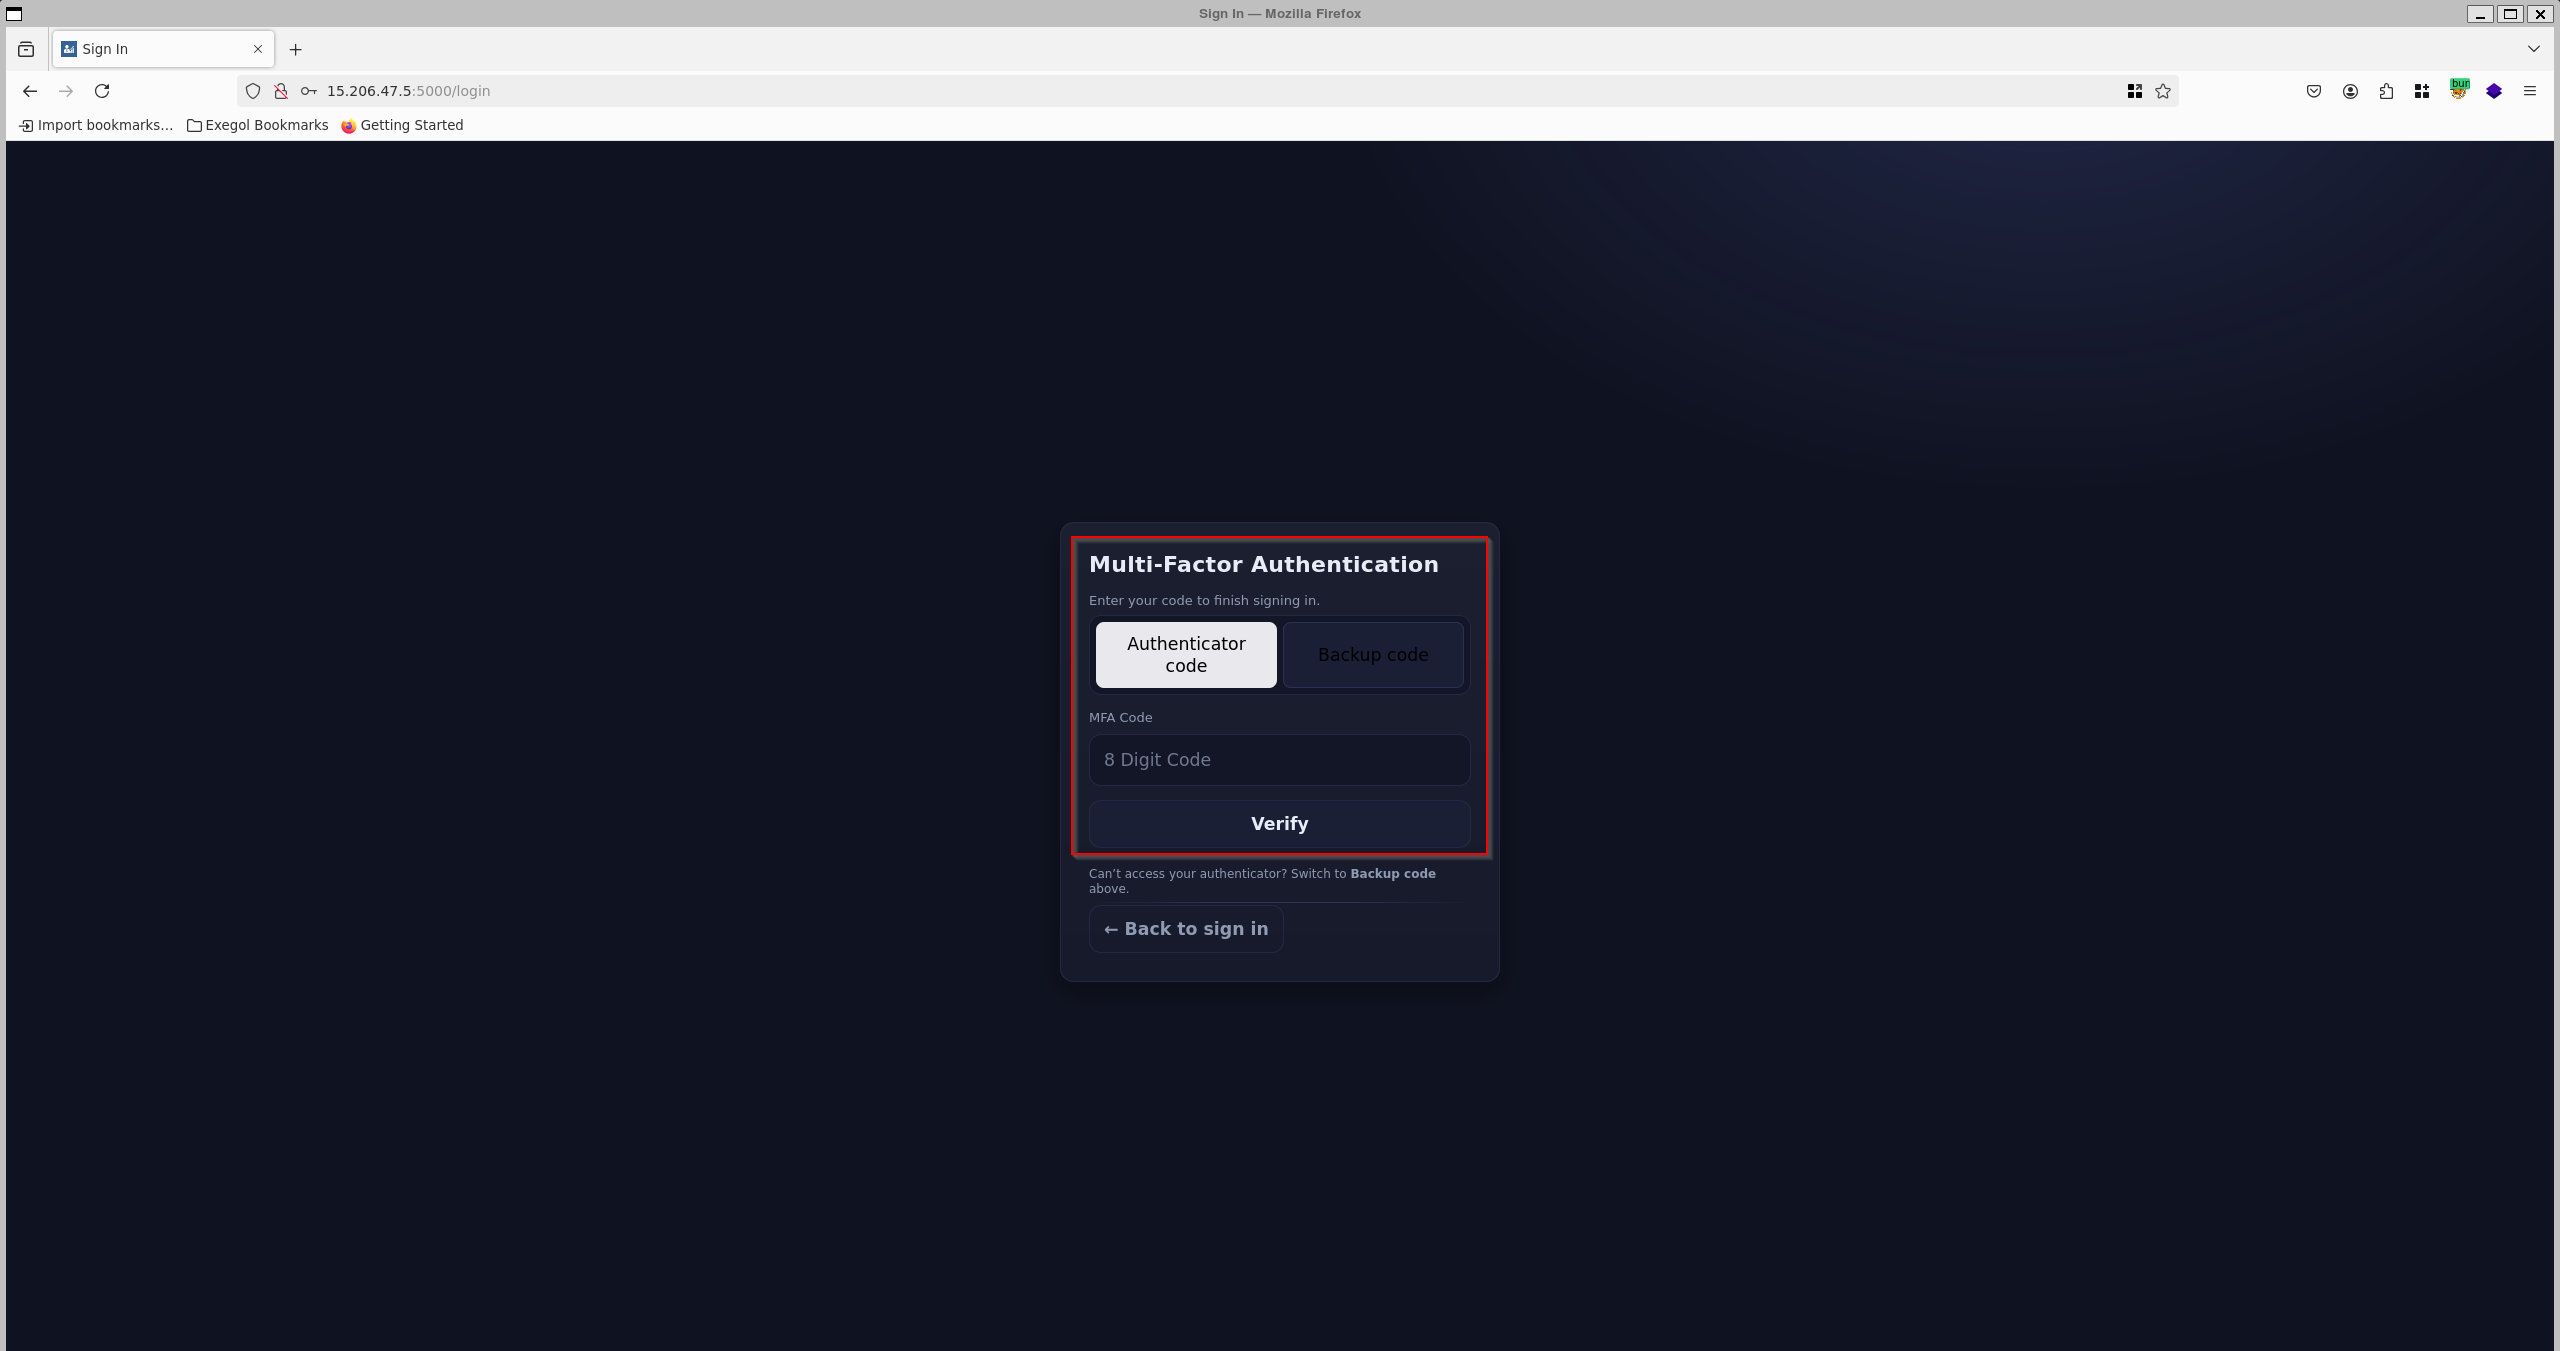 Sign In — Mozilla Firefox
Sign In
15.206.47.5:5000/login
bur
Import bookmarks...
Exegol Bookmarks
Getting Started
Multi-Factor Authentication
Enter your code to finish signing in.
Authenticator
code
Backup code
MFA Code
8 Digit Code
Verify
Can’t access your authenticator? Switch to Backup code
above.
← Back to sign in